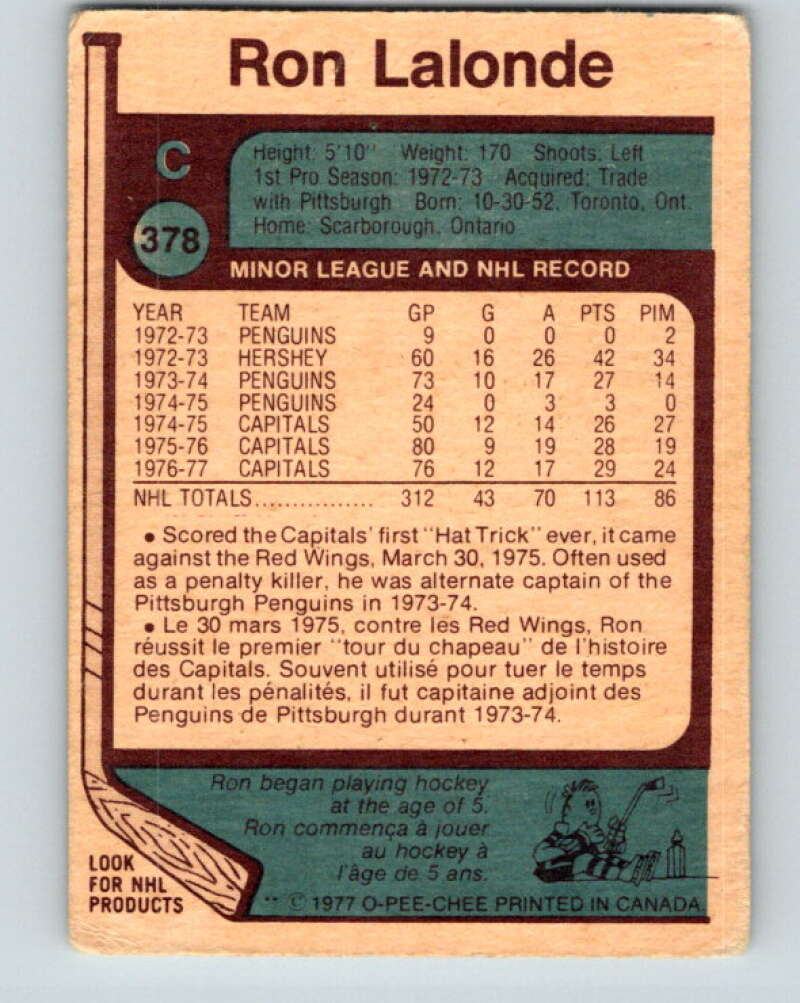 Ron Lalonde
C
378
Height: 5'10" Weight: 170 Shoots: Left
1st Pro Season: 1972-73 Acquired: Trade
with Pittsburgh Born: 10-30-52, Toronto, Ont.
Home: Scarborough, Ontario
MINOR LEAGUE AND NHL RECORD
YEAR TEAM GP G A PTS PIM
1972-73 PENGUINS 9 0 0 0 2
1972-73 HERSHEY 60 16 26 42 34
1973-74 PENGUINS 73 10 17 27 14
1974-75 PENGUINS 24 0 3 3 0
1974-75 CAPITALS 50 12 14 26 27
1975-76 CAPITALS 80 9 19 28 19
1976-77 CAPITALS 76 12 17 29 24
NHL TOTALS................ 312 43 70 113 86
• Scored the Capitals' first "Hat Trick" ever, it came
against the Red Wings, March 30, 1975. Often used
as a penalty killer, he was alternate captain of the
Pittsburgh Penguins in 1973-74.
• Le 30 mars 1975, contre les Red Wings, Ron
réussit le premier "tour du chapeau" de l'histoire
des Capitals. Souvent utilisé pour tuer le temps
durant les pénalités, il fut capitaine adjoint des
Penguins de Pittsburgh durant 1973-74.
Ron began playing hockey
at the age of 5.
Ron commença à jouer
au hockey à
l'âge de 5 ans.
LOOK
FOR NHL
PRODUCTS
** © 1977 O-PEE-CHEE PRINTED IN CANADA.